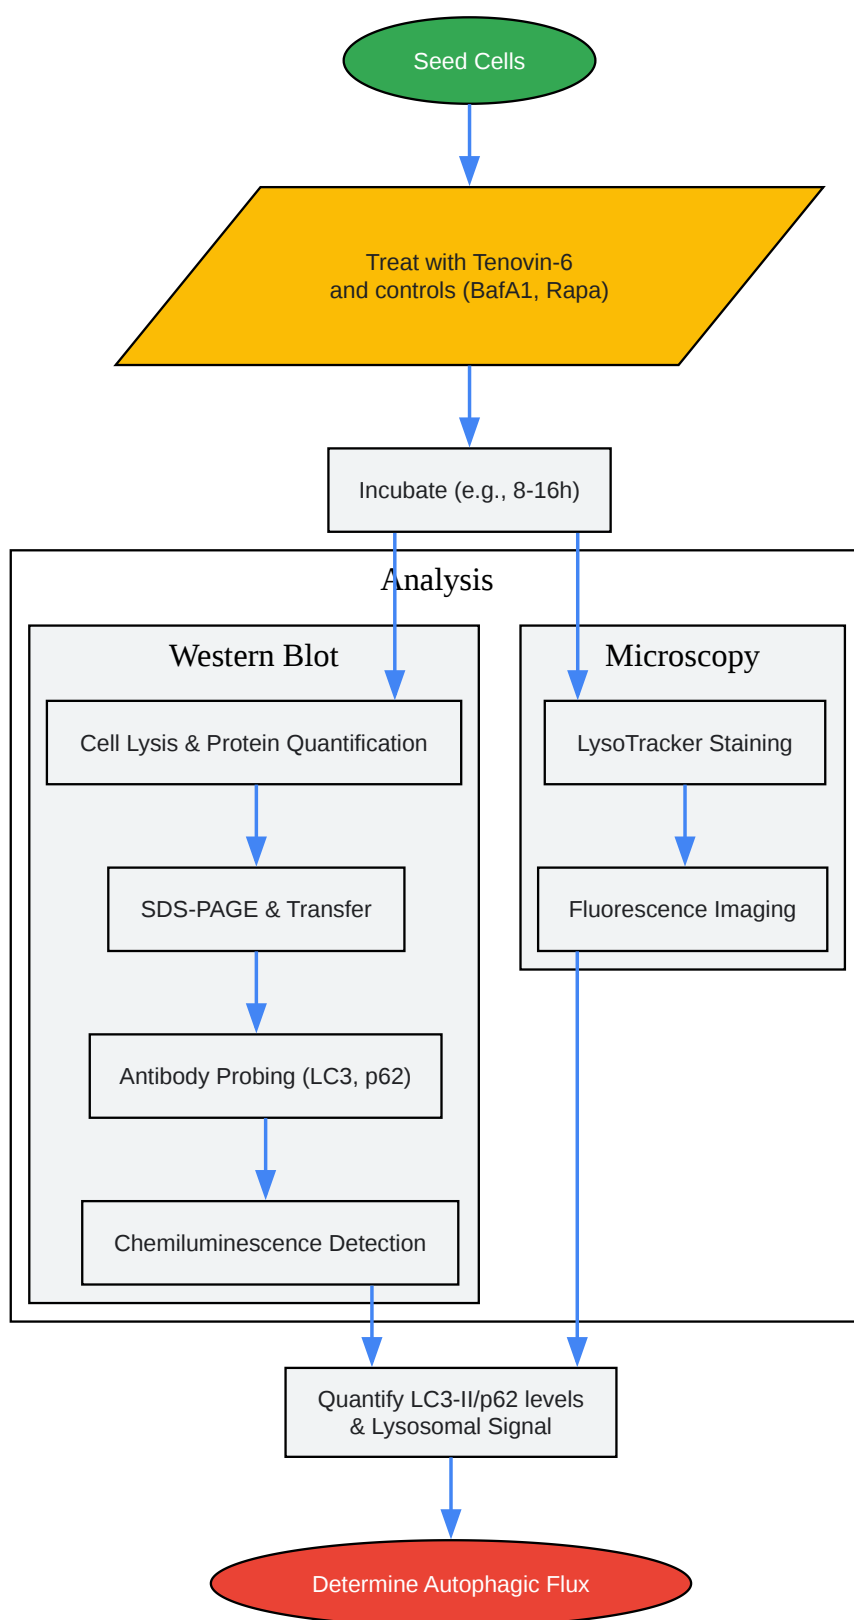 Seed Cells
Treat with Tenovin-6
and controls (BafA1, Rapa)
Incubate (e.g., 8-16h)
Analysis
Western Blot
Cell Lysis & Protein Quantification
SDS-PAGE & Transfer
Antibody Probing (LC3, p62)
Chemiluminescence Detection
Microscopy
LysoTracker Staining
Fluorescence Imaging
Quantify LC3-II/p62 levels
& Lysosomal Signal
Determine Autophagic Flux